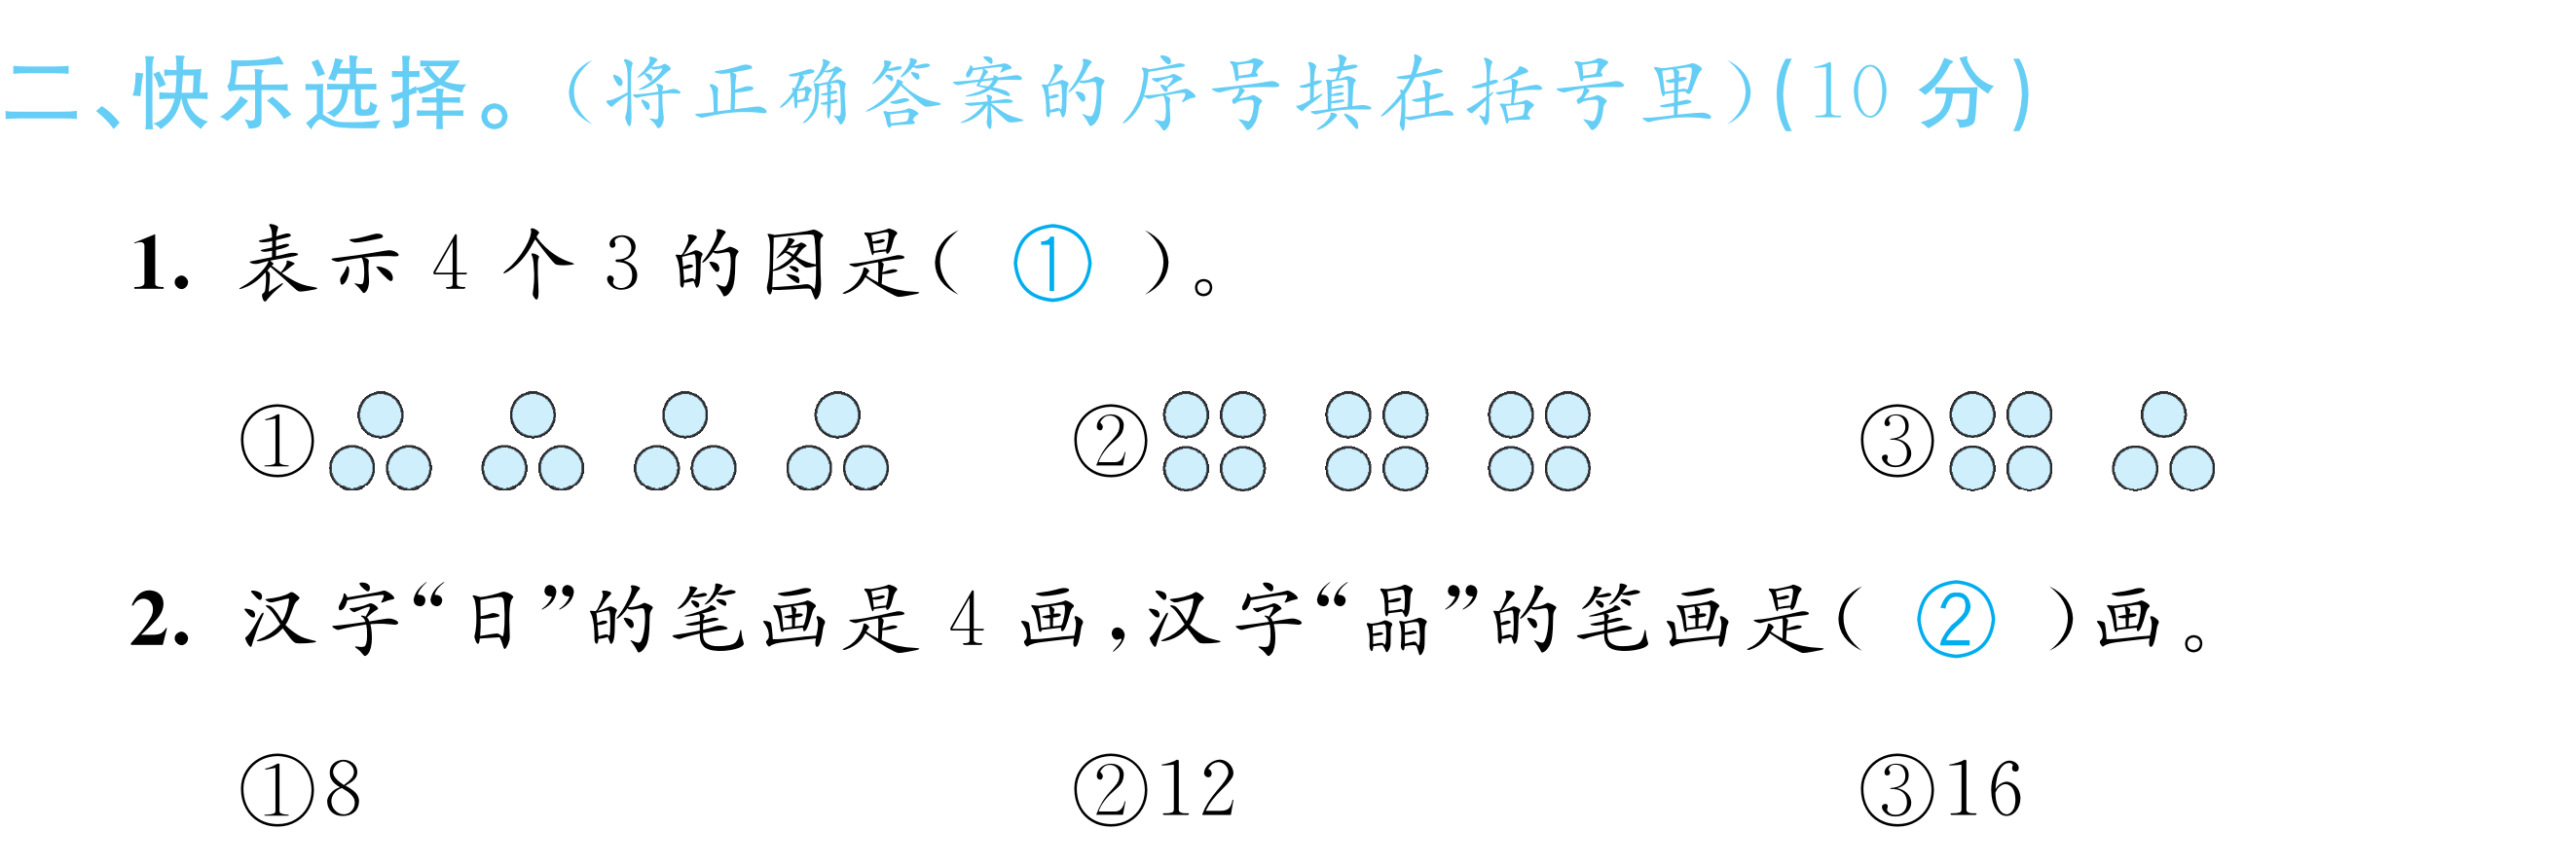 二、快乐选择。(将正确答案的序号填在括号里)(10 分)
1. 表示 4 个 3 的图是( ① )。
① ② ③
2. 汉字“日”的笔画是 4 画,汉字“晶”的笔画是( ② )画。
①8 ②12 ③16